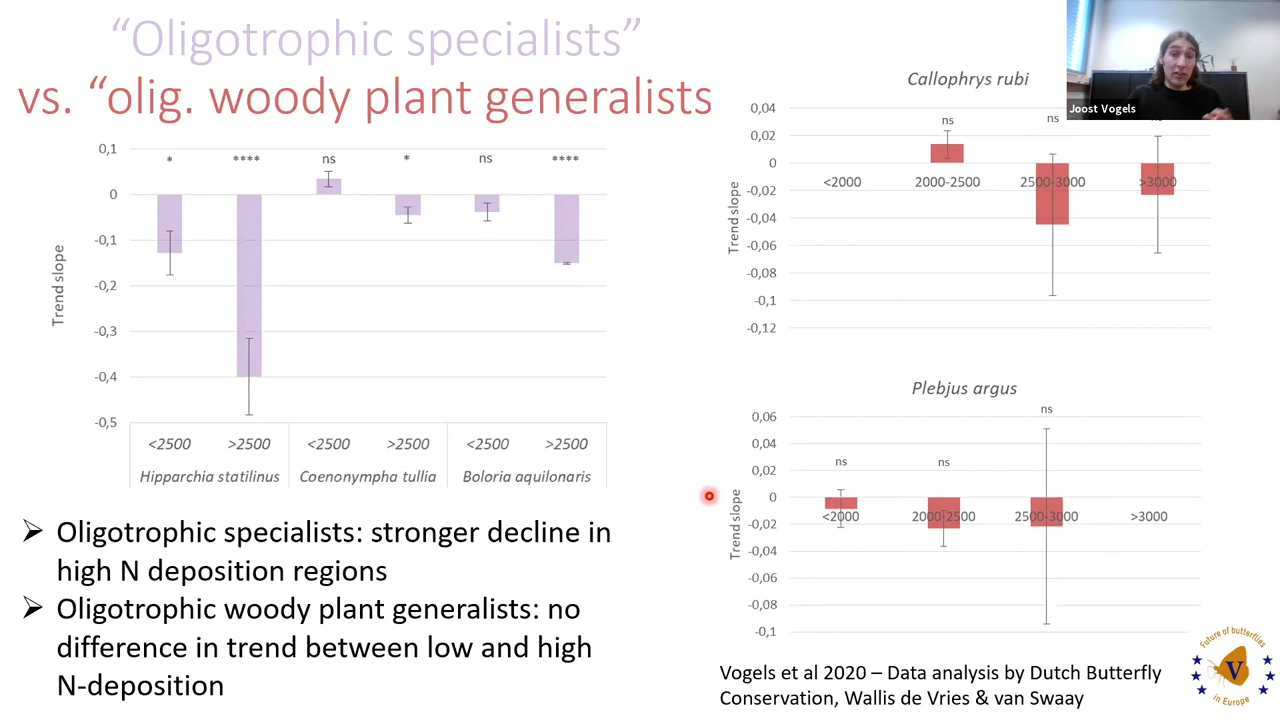 “Oligotrophic specialists”
vs. “olig. woody plant generalists
0,1
0
-0,1
-0,2
-0,3
-0,4
-0,5
Trend slope
* **** ns * ns ****
<2500 >2500 <2500 >2500 <2500 >2500
Hipparchia statilinus Coenonympha tullia Boloria aquilonaris
➢ Oligotrophic specialists: stronger decline in
high N deposition regions
➢ Oligotrophic woody plant generalists: no
difference in trend between low and high
N-deposition
Callophrys rubi
Joost Vogels
0,04
0,02
0
-0,02
-0,04
-0,06
-0,08
-0,1
-0,12
Trend slope
ns ns ns
<2000 2000-2500 2500-3000 >3000
Plebjus argus
0,06
0,04
0,02
0
-0,02
-0,04
-0,06
-0,08
-0,1
Trend slope
ns ns ns
<2000 2000-2500 2500-3000 >3000
Vogels et al 2020 – Data analysis by Dutch Butterfly
Conservation, Wallis de Vries & van Swaay
Future of butterflies
V
in Europe